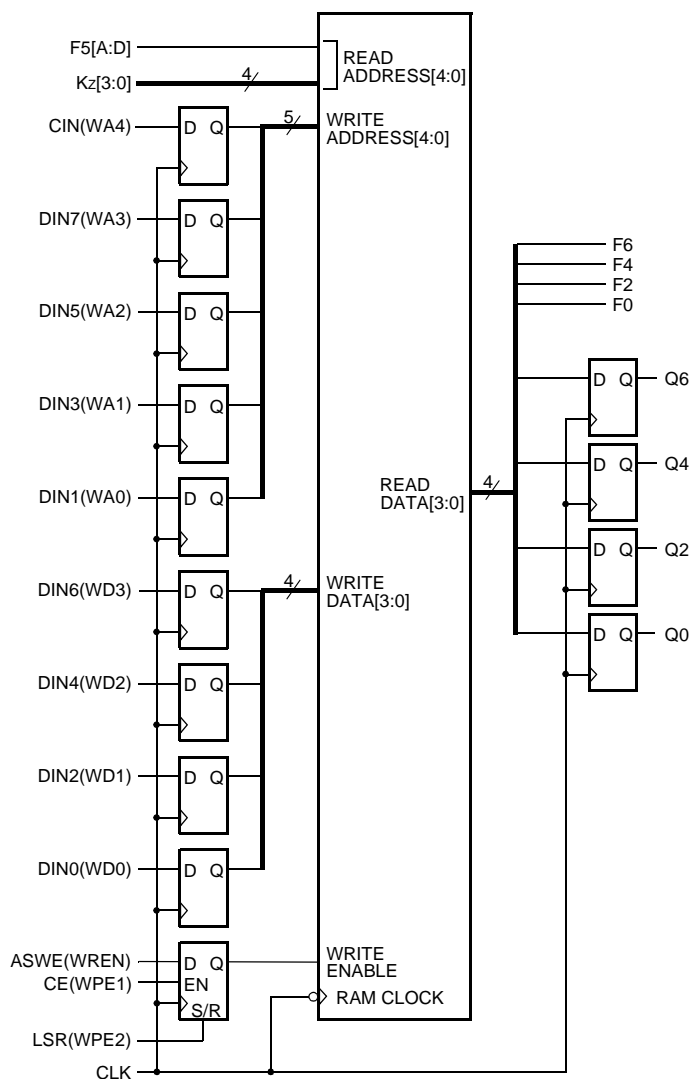 F5[A:D]
Kz[3:0]
4
READ
ADDRESS[4:0]
CIN(WA4)
D Q
5
WRITE
ADDRESS[4:0]
DIN7(WA3)
D Q
DIN5(WA2)
D Q
DIN3(WA1)
D Q
DIN1(WA0)
D Q
DIN6(WD3)
D Q
4
WRITE
DATA[3:0]
DIN4(WD2)
D Q
DIN2(WD1)
D Q
DIN0(WD0)
D Q
ASWE(WREN)
D Q
CE(WPE1)
EN
S/R
LSR(WPE2)
CLK
WRITE
ENABLE
RAM CLOCK
READ
DATA[3:0]
4
F6
F4
F2
F0
D Q
Q6
D Q
Q4
D Q
Q2
D Q
Q0